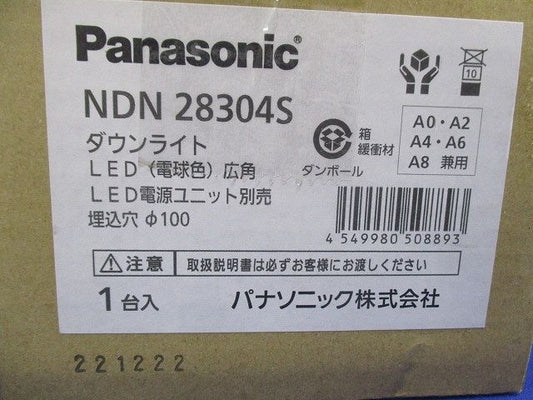 Panasonic®
NDN 28304S
ダウンライト
LED（電球色）広角
LED電源ユニット別売
埋込穴 φ100
箱
緩衝材
ダンボール
10
A0・A2
A4・A6
A8 兼用
4 549980 508893
注意
取扱説明書は必ずお客様にお渡しください
1台入
パナソニック株式会社
221222